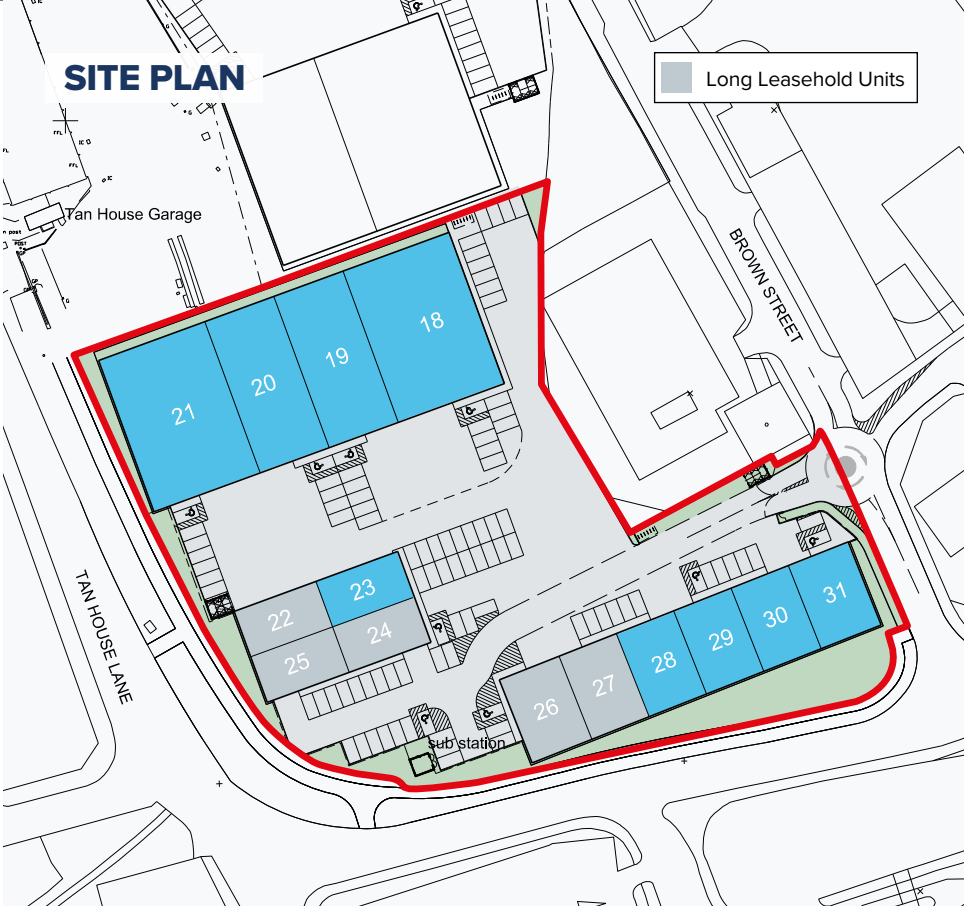 SITE PLAN
Long Leasehold Units
Tan House Garage
BROWN STREET
18
19
20
21
23
22
24
25
TAN HOUSE LANE
31
30
29
28
27
26
sub station